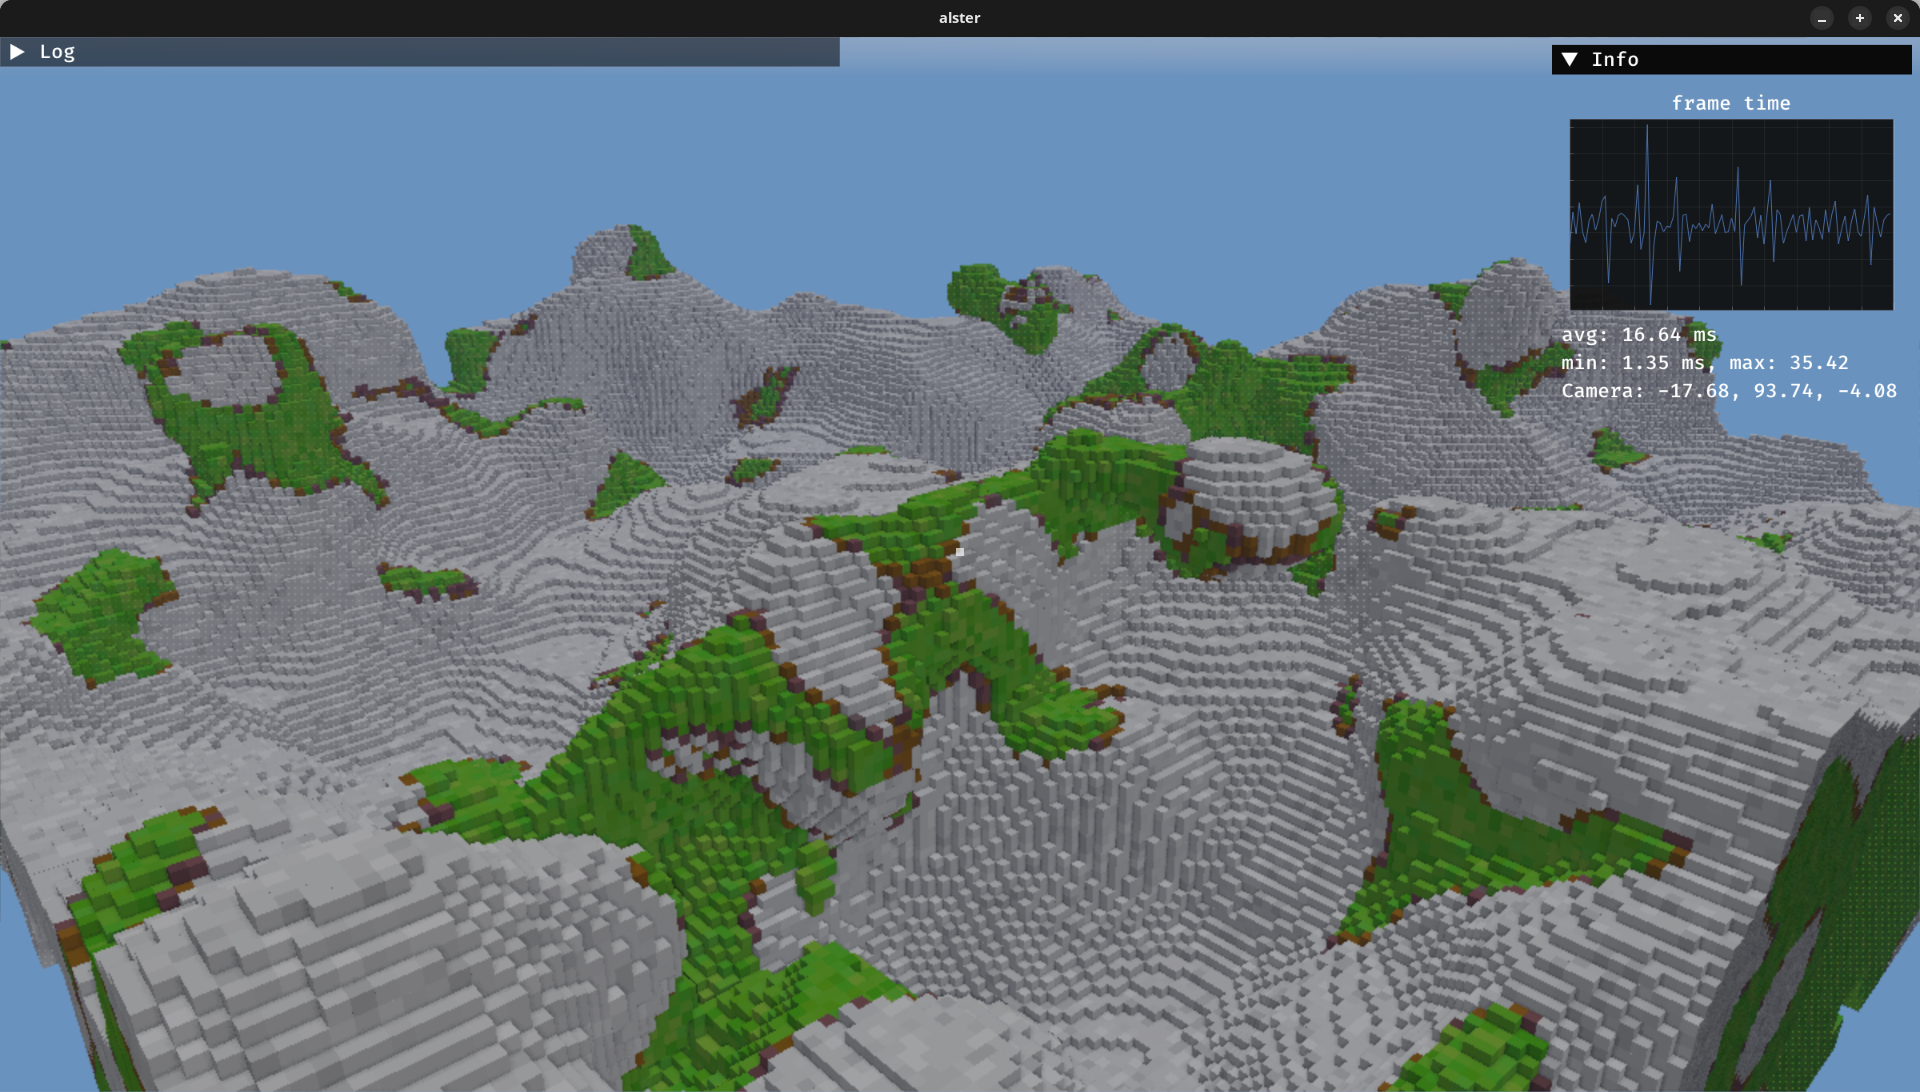 alster
Log
Info
frame time
avg: 16.64 ms
min: 1.35 ms, max: 35.42
Camera: -17.68, 93.74, -4.08